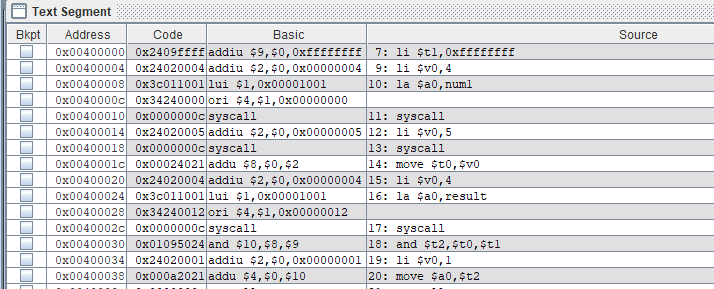 Text Segment
Bkpt Address Code Basic Source
0x00400000 0x2409ffff addiu $9,$0,0xffffffff 7: li $t1,0xffffffff
0x00400004 0x24020004 addiu $2,$0,0x00000004 9: li $v0,4
0x00400008 0x3c011001 lui $1,0x00001001 10: la $a0,num1
0x0040000c 0x34240000 ori $4,$1,0x00000000
0x00400010 0x0000000c syscall 11: syscall
0x00400014 0x24020005 addiu $2,$0,0x00000005 12: li $v0,5
0x00400018 0x0000000c syscall 13: syscall
0x0040001c 0x00024021 addu $8,$0,$2 14: move $t0,$v0
0x00400020 0x24020004 addiu $2,$0,0x00000004 15: li $v0,4
0x00400024 0x3c011001 lui $1,0x00001001 16: la $a0,result
0x00400028 0x34240012 ori $4,$1,0x00000012
0x0040002c 0x0000000c syscall 17: syscall
0x00400030 0x01095024 and $10,$8,$9 18: and $t2,$t0,$t1
0x00400034 0x24020001 addiu $2,$0,0x00000001 19: li $v0,1
0x00400038 0x000a2021 addu $4,$0,$10 20: move $a0,$t2